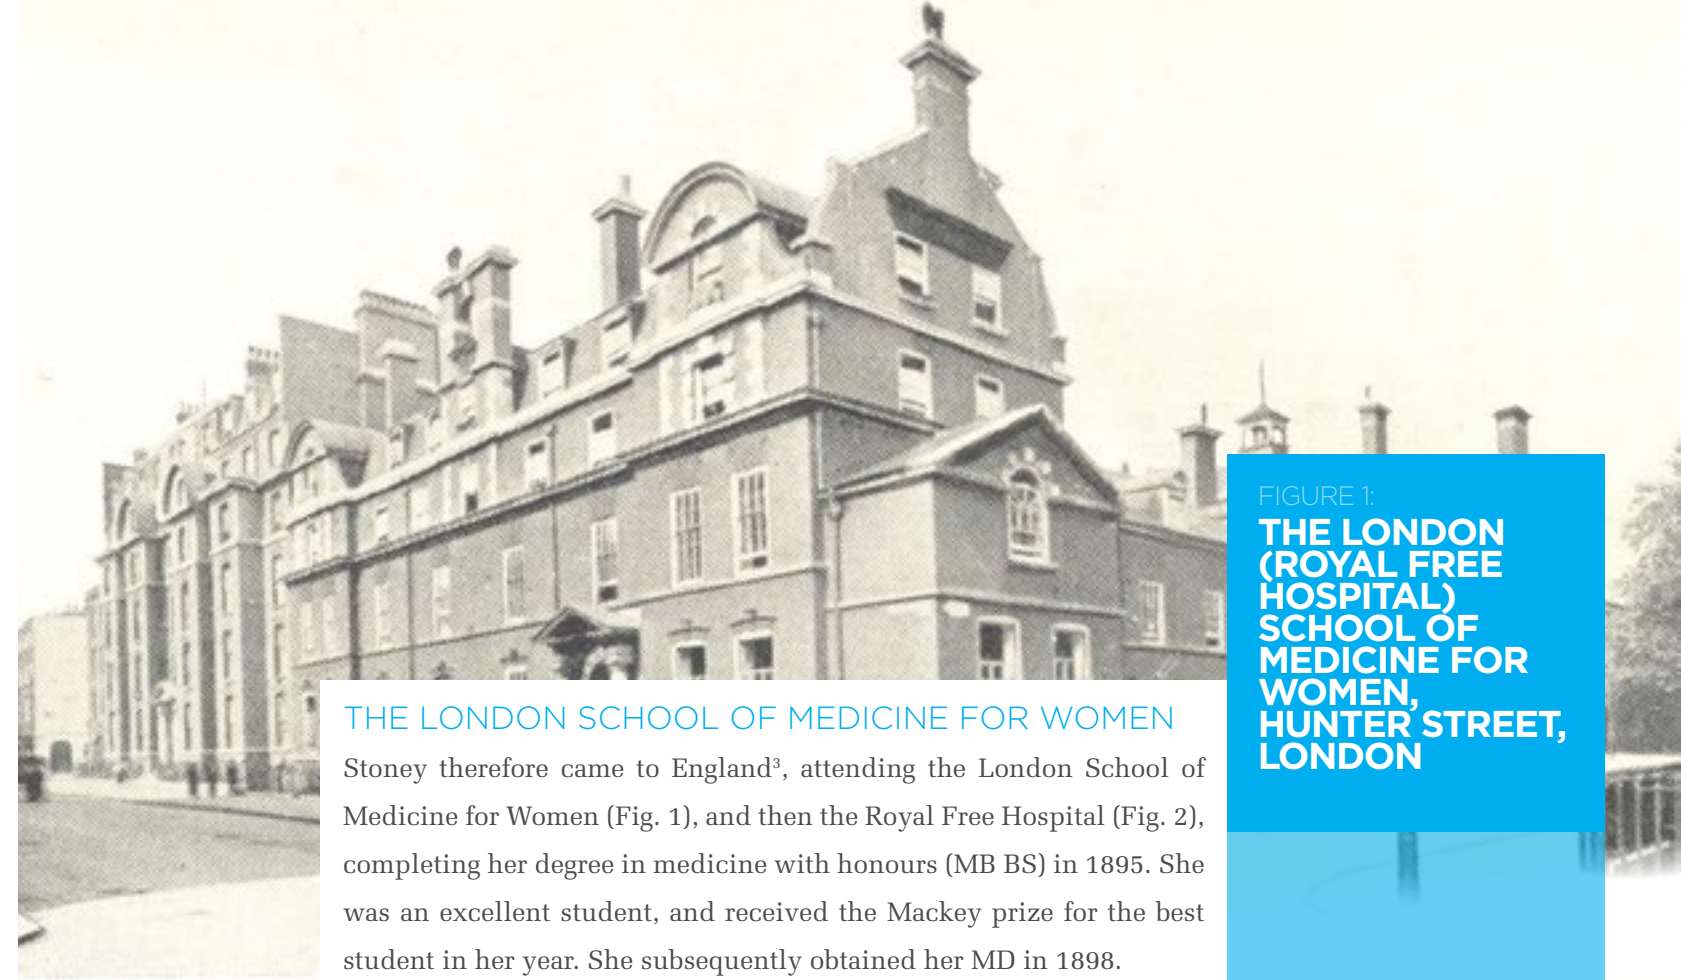 THE LONDON SCHOOL OF MEDICINE FOR WOMEN
Stoney therefore came to England³, attending the London School of
Medicine for Women (Fig. 1), and then the Royal Free Hospital (Fig. 2),
completing her degree in medicine with honours (MB BS) in 1895. She
was an excellent student, and received the Mackey prize for the best
student in her year. She subsequently obtained her MD in 1898.
FIGURE 1:
THE LONDON
(ROYAL FREE
HOSPITAL)
SCHOOL OF
MEDICINE FOR
WOMEN,
HUNTER STREET,
LONDON